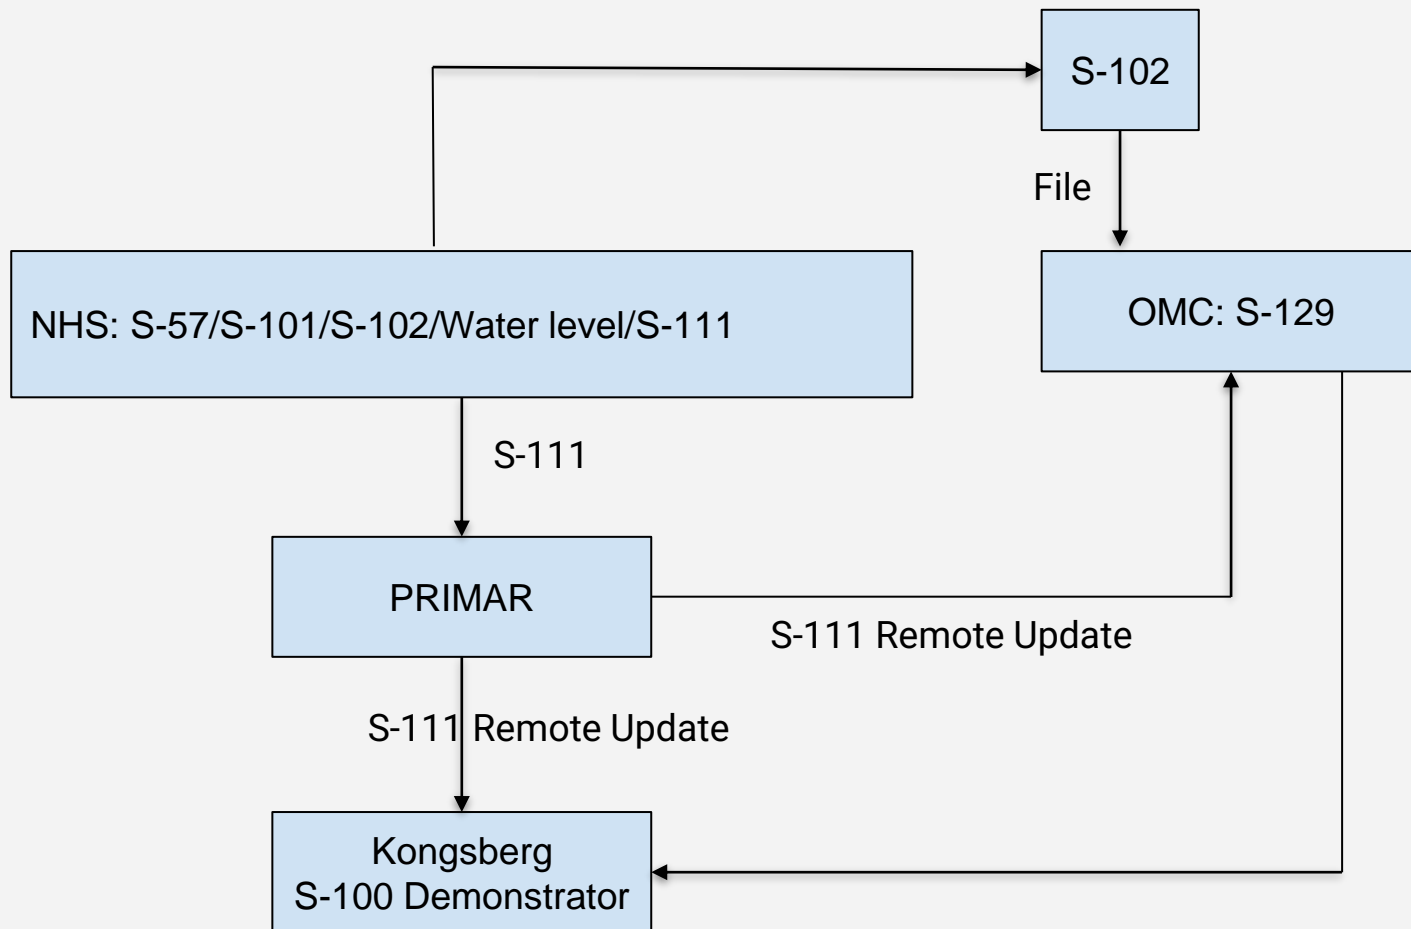 S-102
File
NHS: S-57/S-101/S-102/Water level/S-111
OMC: S-129
S-111
PRIMAR
S-111 Remote Update
S-111 Remote Update
Kongsberg
S-100 Demonstrator